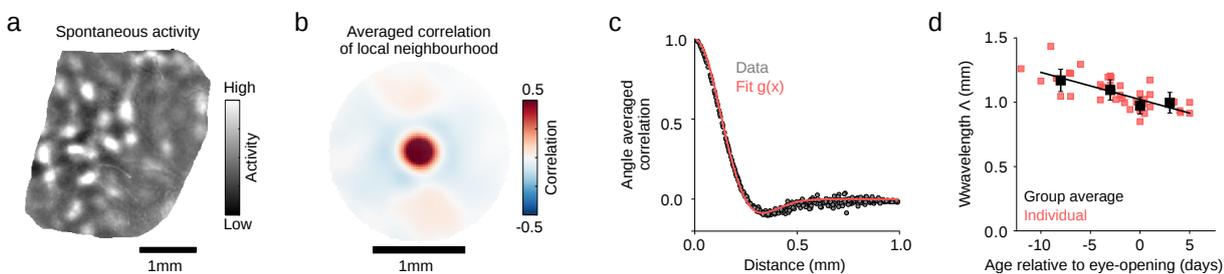 a
Spontaneous activity
High
Activity
Low
1mm
b
Averaged correlation
of local neighbourhood
0.5
Correlation
-0.5
1mm
c
1.0
0.5
0.0
Angle averaged
correlation
Data
Fit g(x)
0.0
0.5
1.0
Distance (mm)
d
1.5
1.0
0.5
0.0
Wwavelength Λ (mm)
Group average
Individual
-10
-5
0
5
Age relative to eye-opening (days)